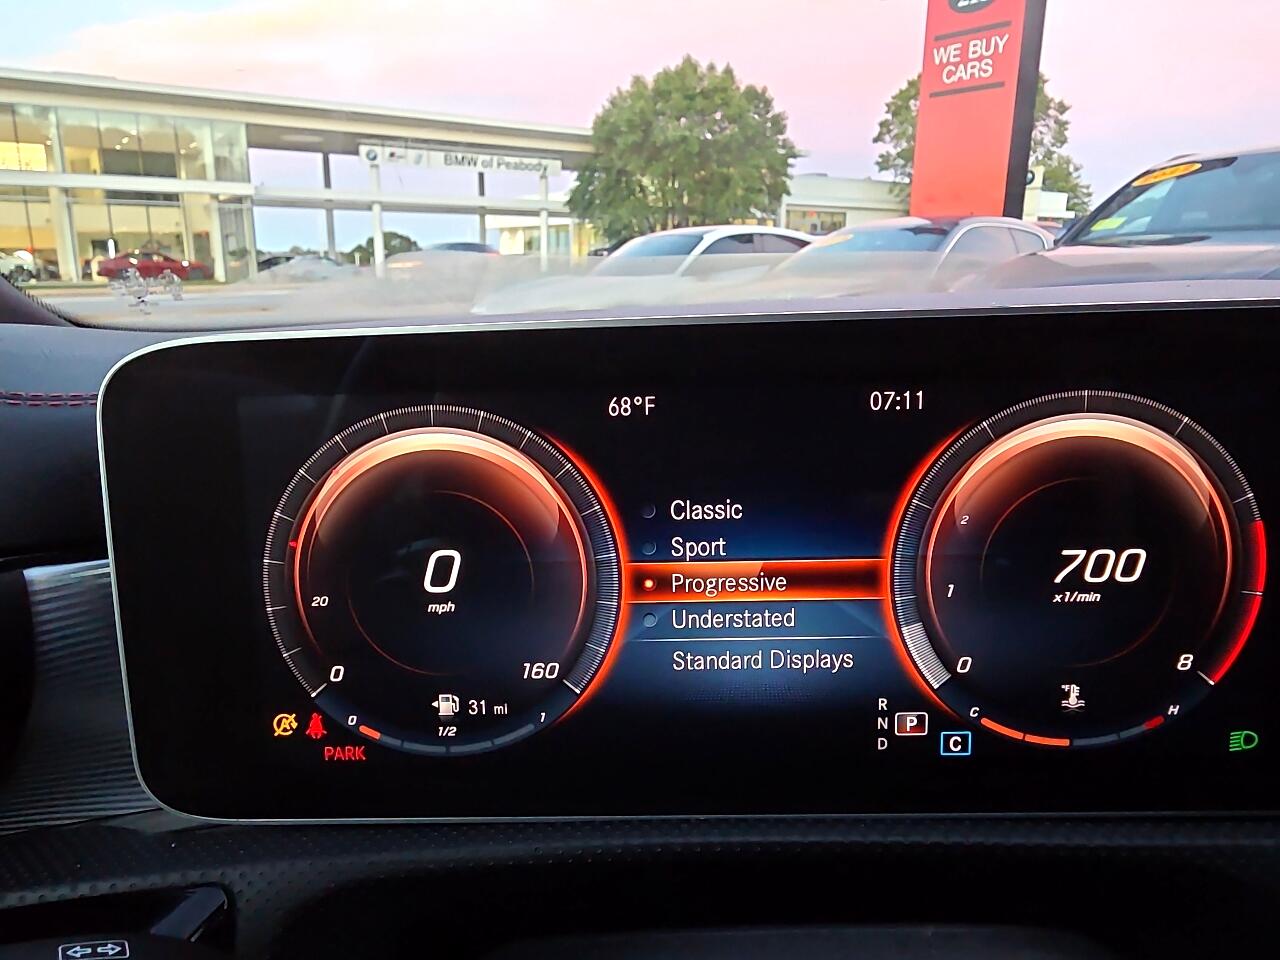 WE BUY
CARS
BMW of Peabody
68°F
07:11
Classic
Sport
Progressive
Understated
Standard Displays
0
mph
20
0
160
31 mi
0
1/2
1
PARK
700
x1/min
2
1
0
8
°F
C
H
R
N
D
P
C